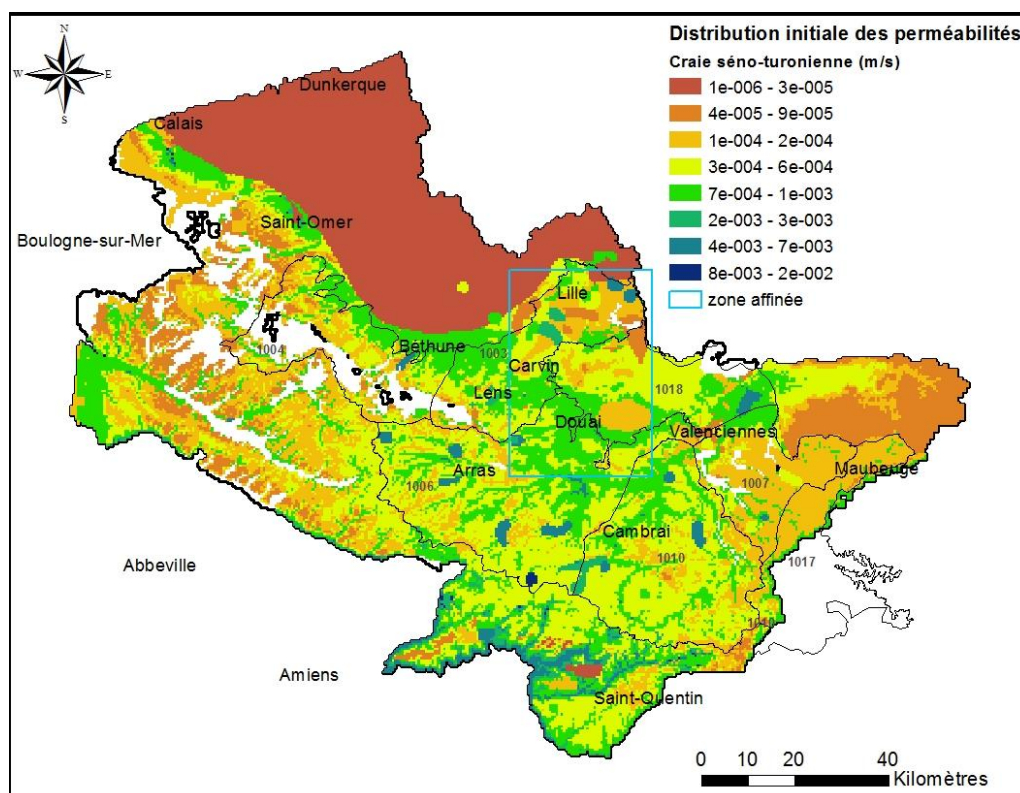 Distribution initiale des perméabilités
Craie séno-turonienne (m/s)
1e-006 - 3e-005
4e-005 - 9e-005
1e-004 - 2e-004
3e-004 - 6e-004
7e-004 - 1e-003
2e-003 - 3e-003
4e-003 - 7e-003
8e-003 - 2e-002
zone affinée
N
W
E
S
Dunkerque
Calais
Saint-Omer
Boulogne-sur-Mer
Lille
1004
Béthune
1003
Carvin
Lens
1018
Douai
Valenciennes
Arras
Maubeuge
1006
1007
Cambrai
1010
1017
Abbeville
Amiens
Saint-Quentin
0 10 20 40
Kilomètres